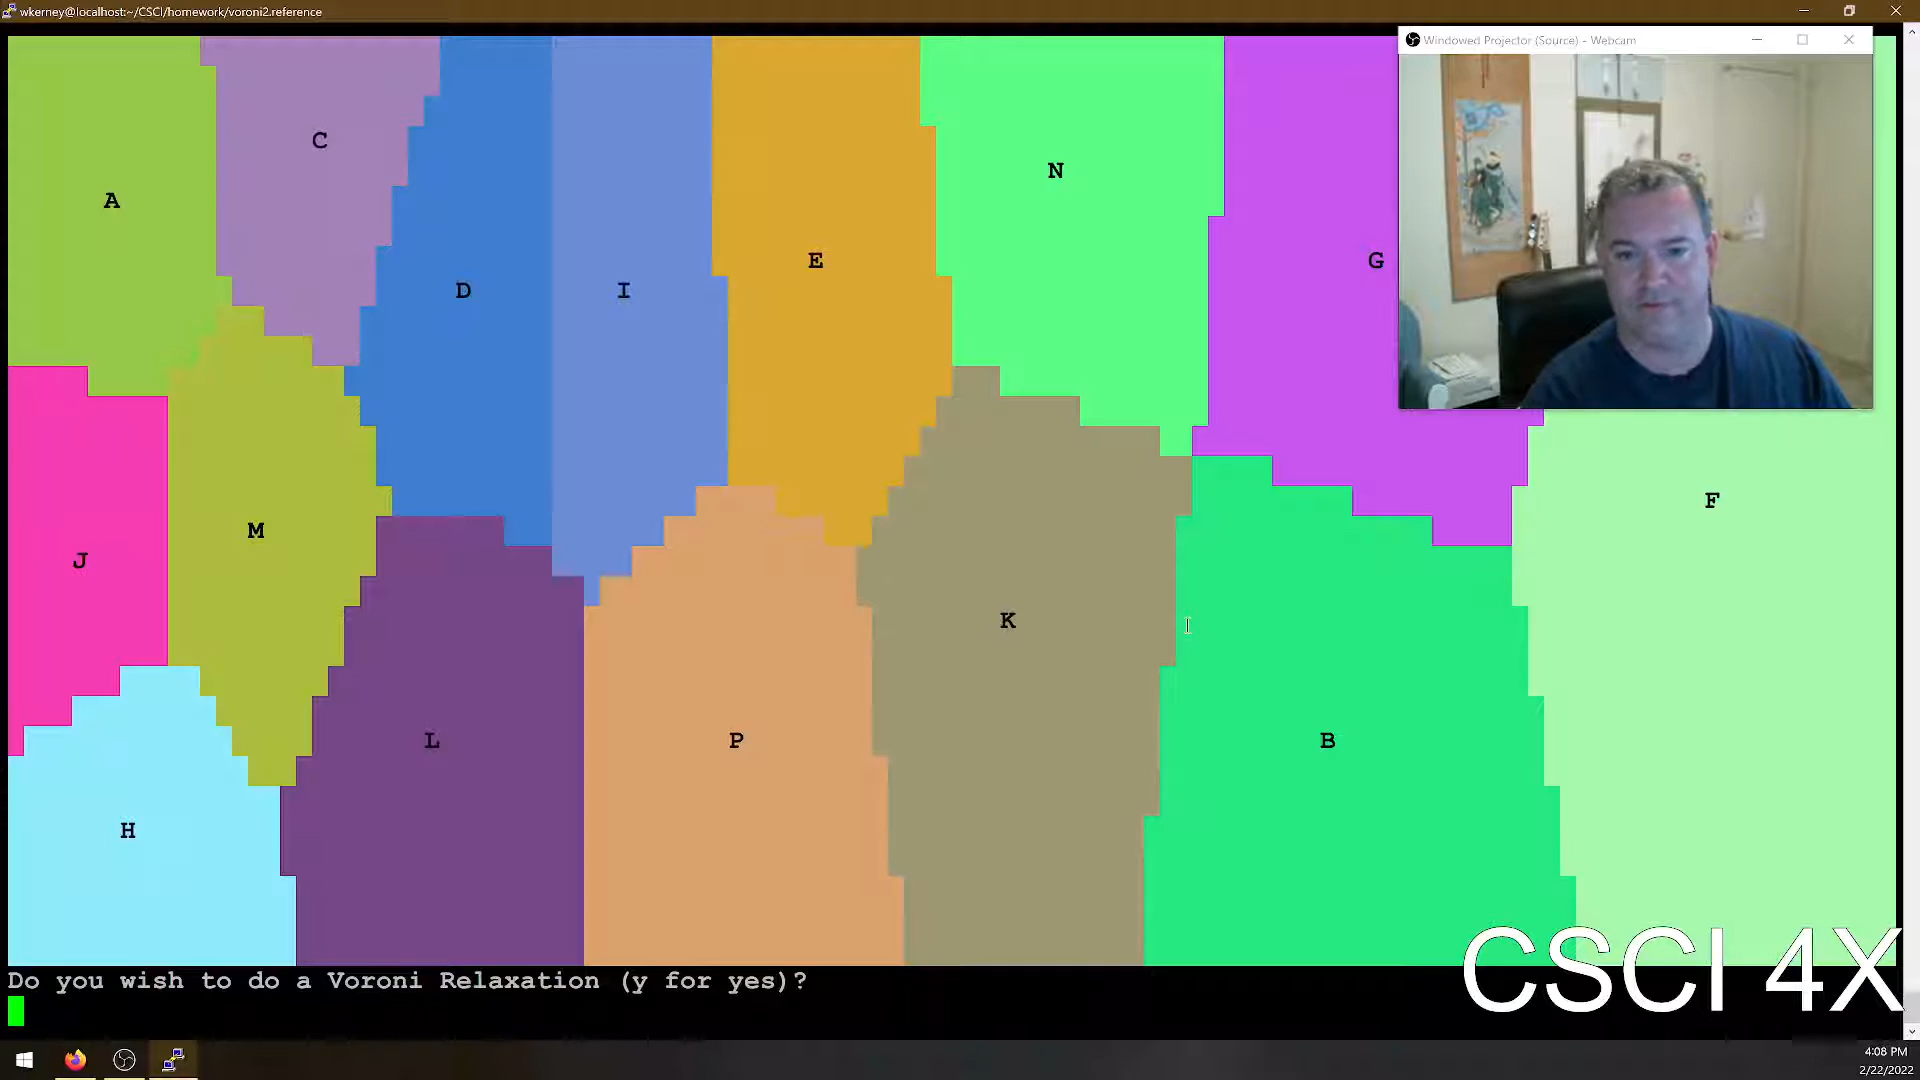 wkerney@localhost:~/CSCI/homework/voroni2.reference
Windowed Projector (Source) - Webcam
C
N
A
E
G
D
I
F
M
J
K
L
P
B
H
Do you wish to do a Voroni Relaxation (y for yes)?
CSCI 4X
4:08 PM
2/22/2022